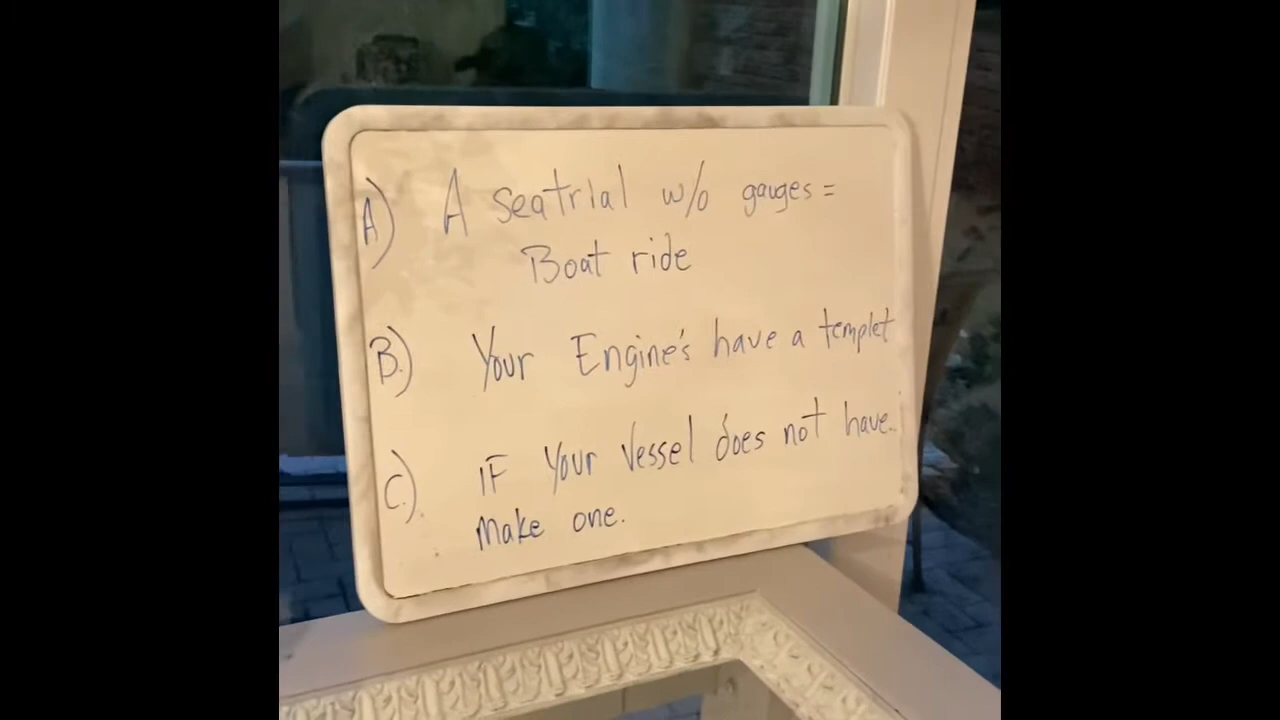 A) A seatrial w/o gauges =
Boat ride
B.) Your Engine's have a templet
C.) IF Your Vessel does not have..
Make one.